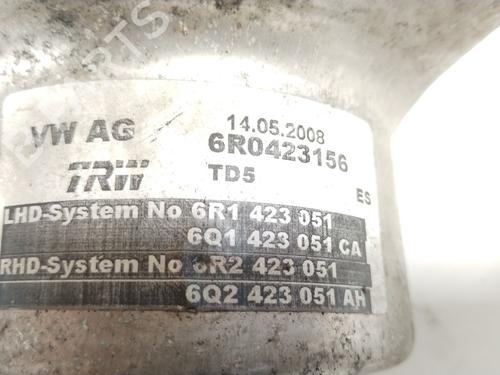 VW AG
14.05.2008
6R0423156
TRW
TD5
ES
LHD-System No 6R1 423 051
6Q1 423 051 CA
RHD-System No 6R2 423 051
6Q2 423 051 AH